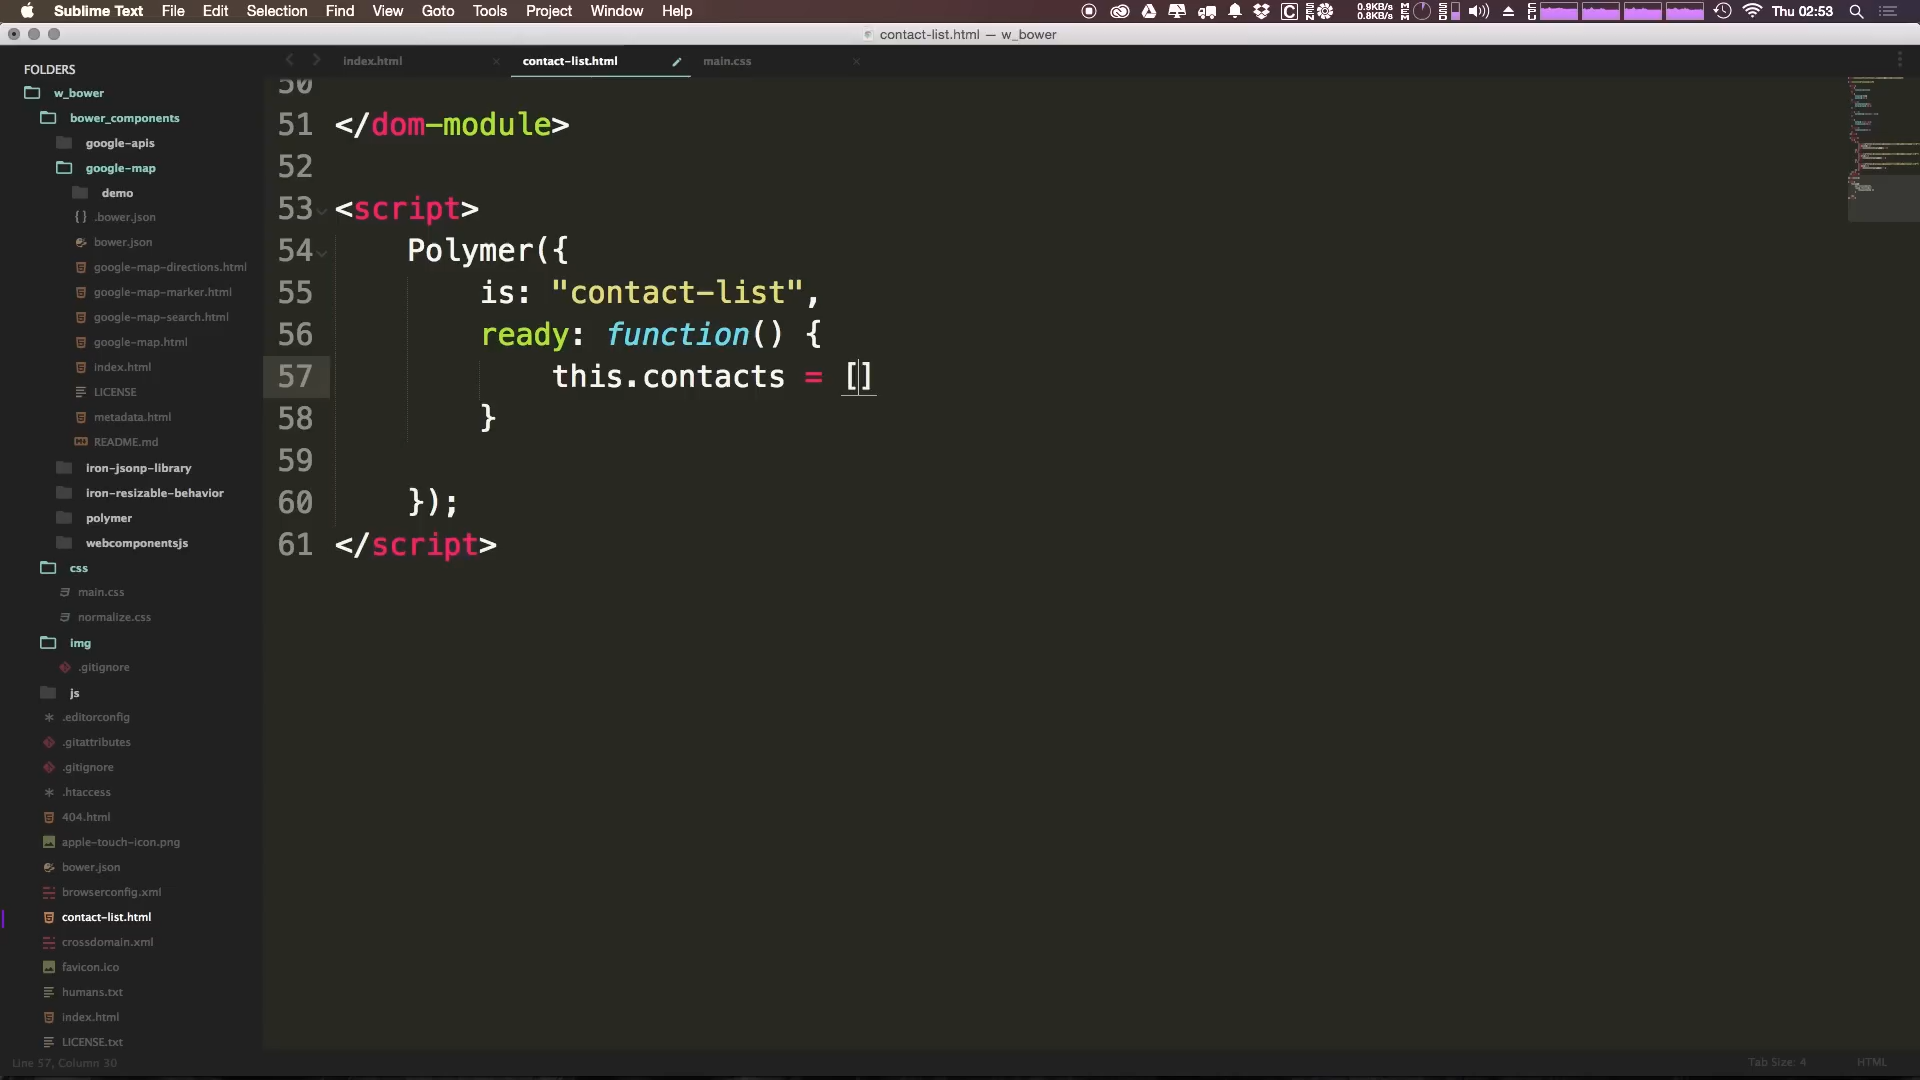 Sublime Text File Edit Selection Find View Goto Tools Project Window Help
0.9KB/s
0.8KB/s
Thu 02:53
contact-list.html — w_bower
FOLDERS
w_bower
bower_components
google-apis
google-map
demo
.bower.json
bower.json
google-map-directions.html
google-map-marker.html
google-map-search.html
google-map.html
index.html
LICENSE
metadata.html
README.md
iron-jsonp-library
iron-resizable-behavior
polymer
webcomponentsjs
css
main.css
normalize.css
img
.gitignore
js
.editorconfig
.gitattributes
.gitignore
.htaccess
404.html
apple-touch-icon.png
bower.json
browserconfig.xml
contact-list.html
crossdomain.xml
favicon.ico
humans.txt
index.html
LICENSE.txt
index.html contact-list.html main.css
50
51 </dom-module>
52
53 <script>
54 Polymer({
55 is: "contact-list",
56 ready: function() {
57 this.contacts = []
58 }
59
60 });
61 </script>
Line 57, Column 30
Tab Size: 4 HTML